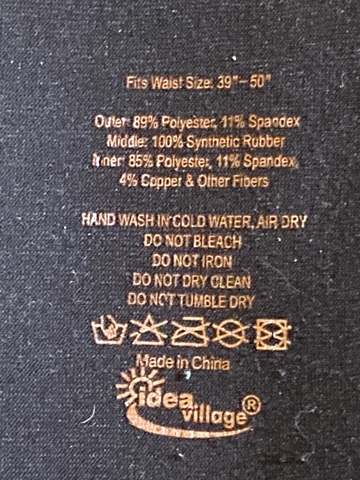 Fits Waist Size: 39"-50"
Outer: 89% Polyester, 11% Spandex
Middle: 100% Synthetic Rubber
Inner: 85% Polyester, 11% Spandex,
4% Copper & Other Fibers
HAND WASH IN COLD WATER, AIR DRY
DO NOT BLEACH
DO NOT IRON
DO NOT DRY CLEAN
DO NOT TUMBLE DRY
Made in China
idea
village®